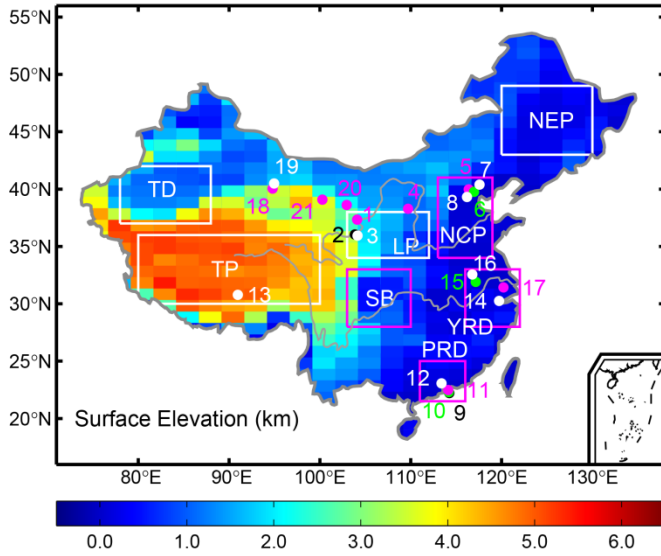 55°N
50°N
45°N
40°N
35°N
30°N
25°N
20°N
NEP
19
TD
5
7
18
21
20
4
8
6
1
2
3
LP
NCP
TP
16
13
SB
15
17
14
YRD
PRD
12
11
10
9
Surface Elevation (km)
80°E 90°E 100°E 110°E 120°E 130°E
0.0 1.0 2.0 3.0 4.0 5.0 6.0